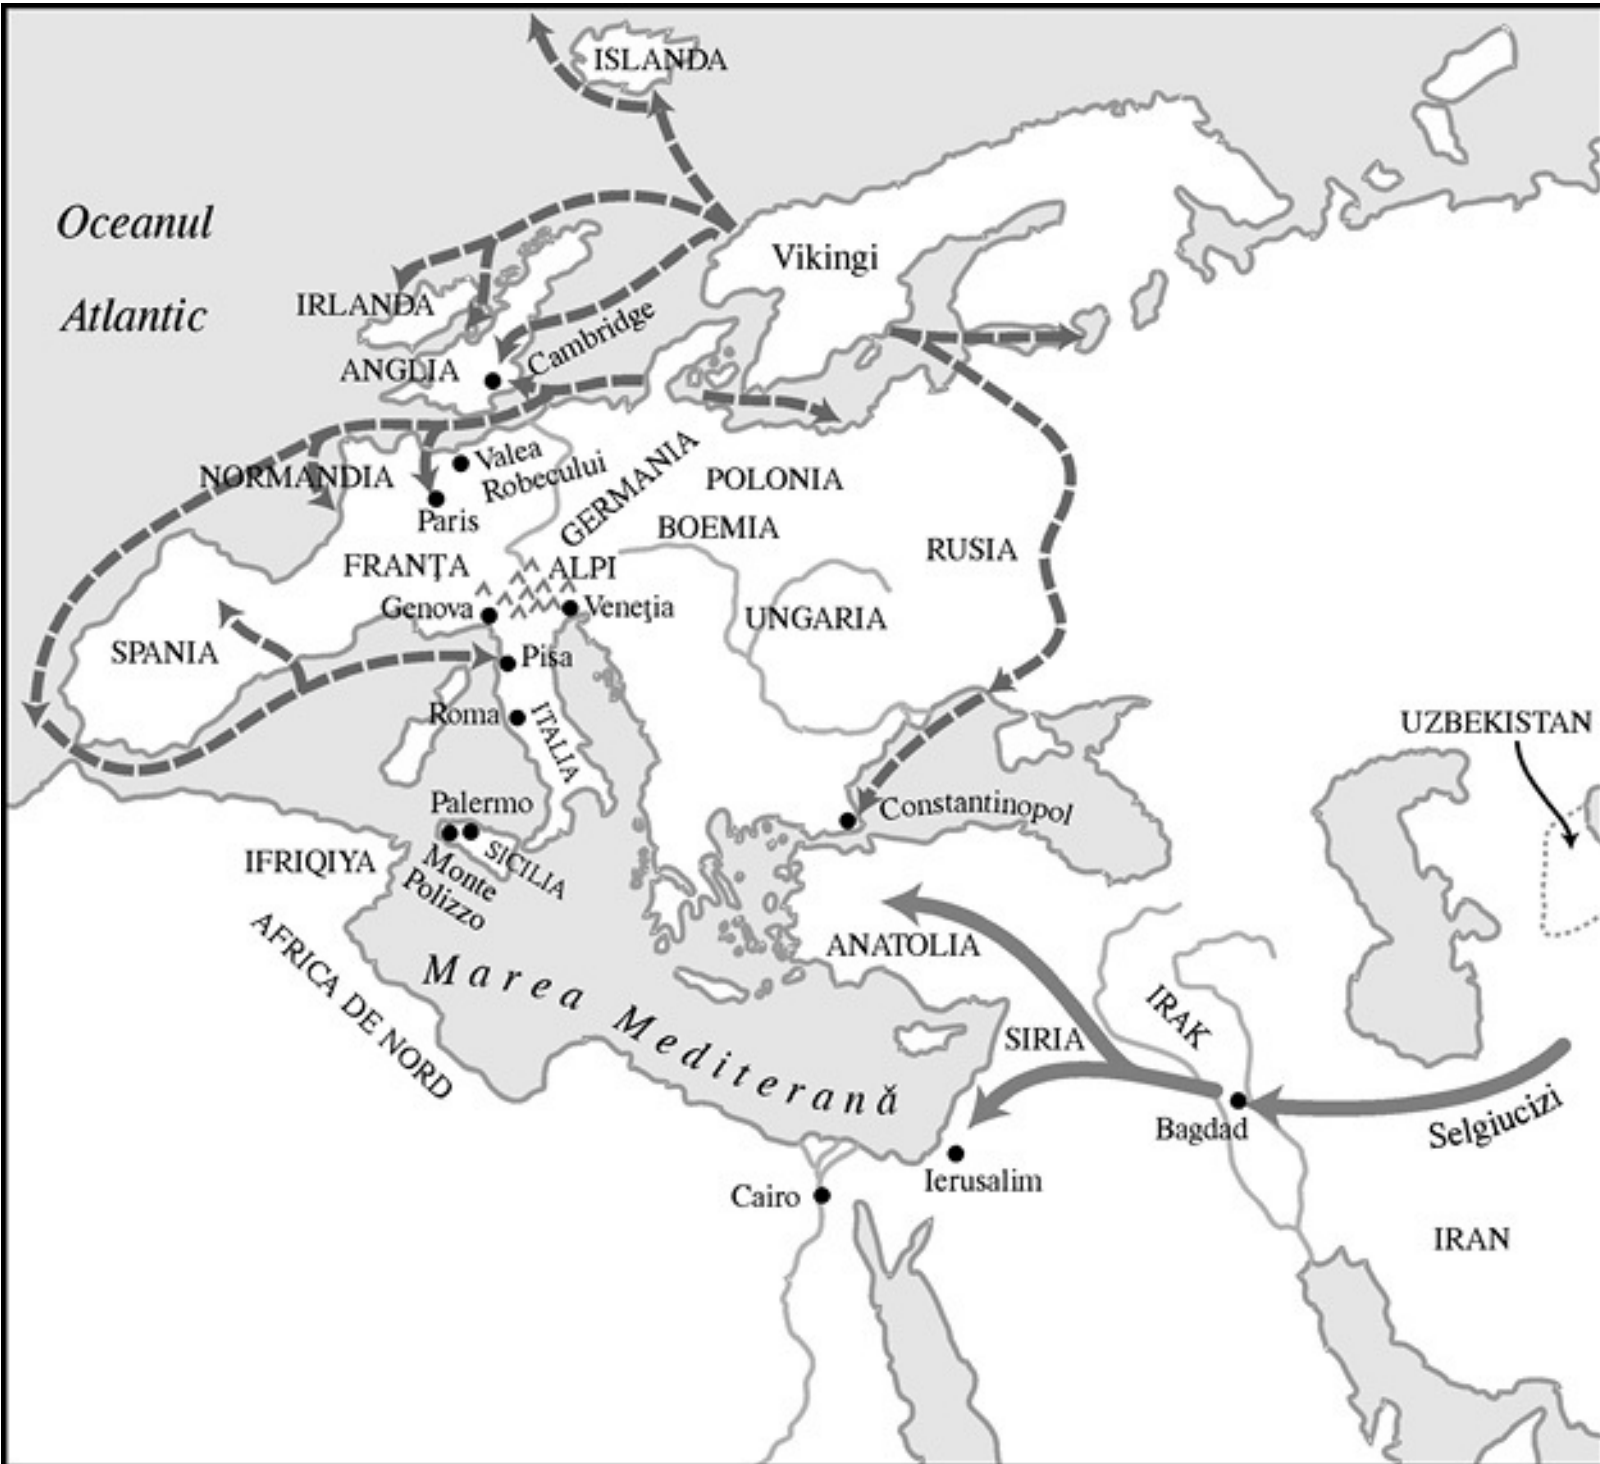 ISLANDA
Oceanul
Atlantic
Vikingi
IRLANDA
Cambridge
ANGLIA
Valea
Robecului
NORMANDIA
Paris
GERMANIA
POLONIA
BOEMIA
RUSIA
FRANȚA
ALPI
Genova
Veneția
UNGARIA
SPANIA
Pisa
Roma
ITALIA
UZBEKISTAN
Palermo
Constantinopol
SICILIA
IFRIQIYA
Monte
Polizzo
AFRICA DE NORD
ANATOLIA
Marea Mediterană
IRAK
SIRIA
Bagdad
Selgiucizi
Ierusalim
Cairo
IRAN